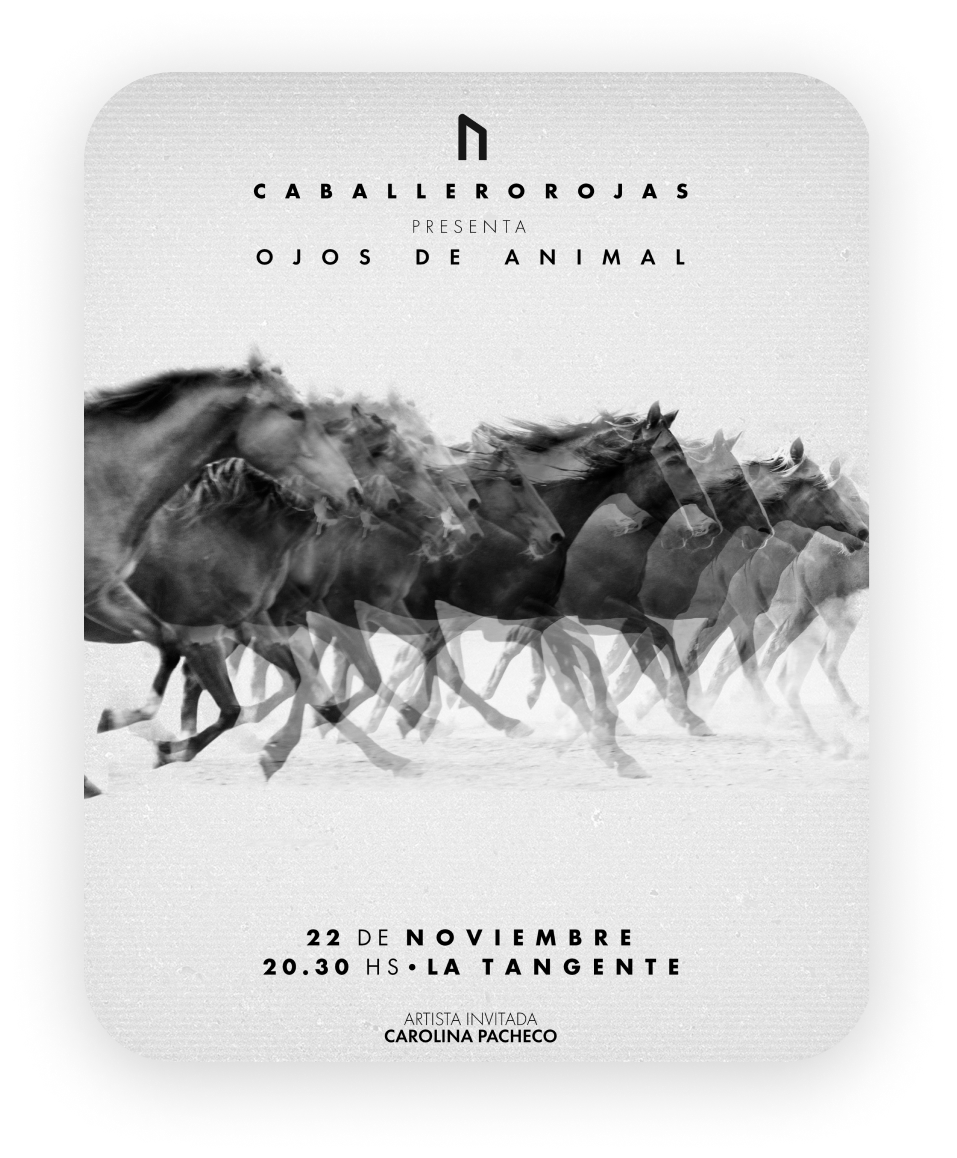 CABALLEROROJAS
PRESENTA
OJOS DE ANIMAL
22 DE NOVIEMBRE
20.30 HS•LA TANGENTE
ARTISTA INVITADA
CAROLINA PACHECO